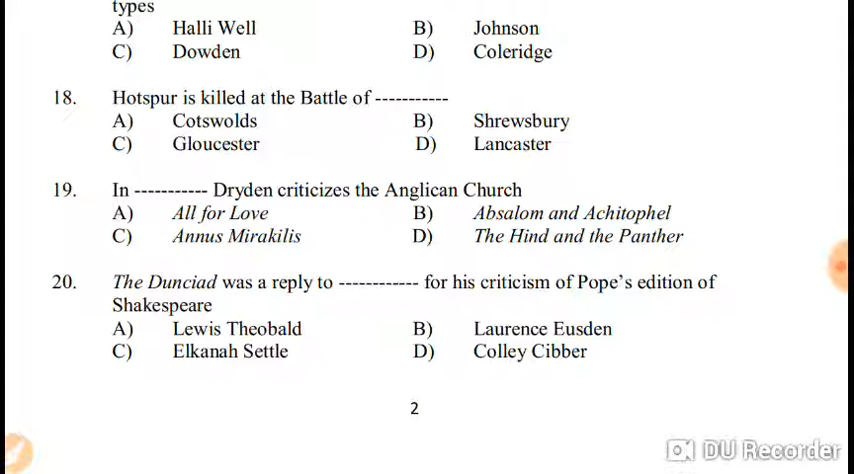 types
A) Halli Well B) Johnson
C) Dowden D) Coleridge
18. Hotspur is killed at the Battle of -----------
A) Cotswolds B) Shrewsbury
C) Gloucester D) Lancaster
19. In ----------- Dryden criticizes the Anglican Church
A) All for Love B) Absalom and Achitophel
C) Annus Mirakilis D) The Hind and the Panther
20. The Dunciad was a reply to ------------ for his criticism of Pope's edition of
Shakespeare
A) Lewis Theobald B) Laurence Eusden
C) Elkanah Settle D) Colley Cibber
2
DU Recorder